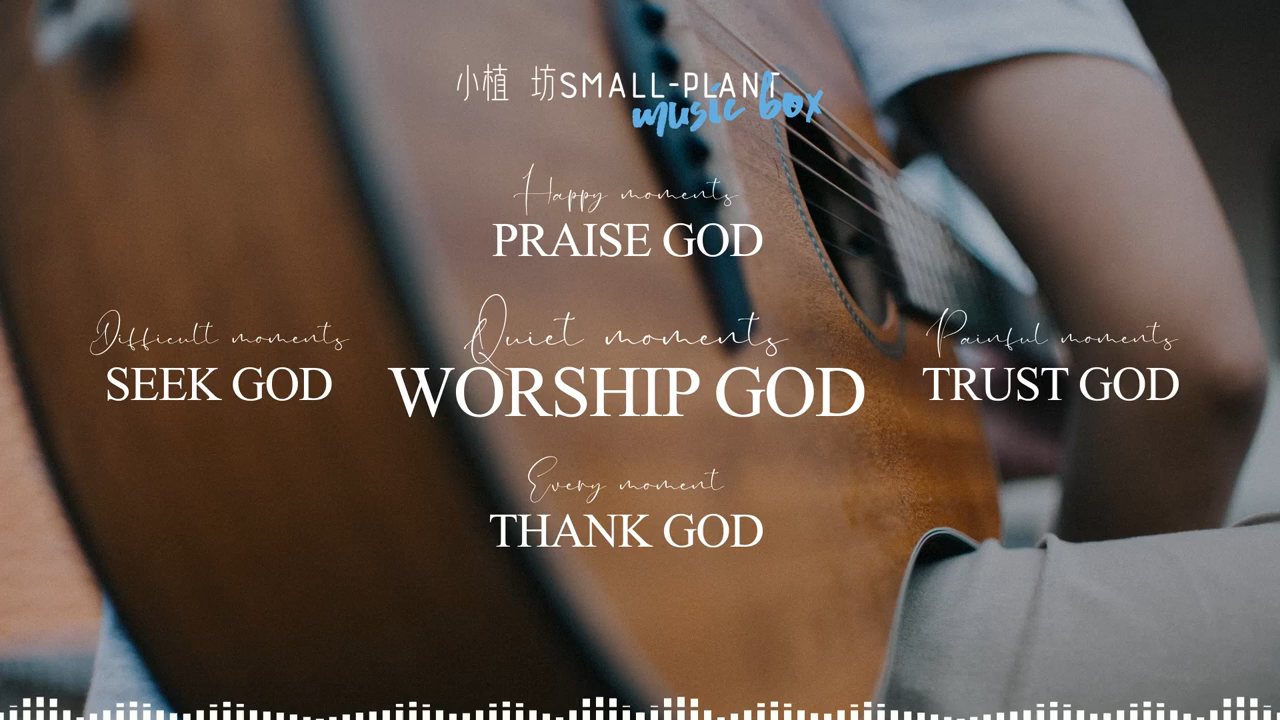 小植 坊SMALL-PLANT
music box
Happy moments
PRAISE GOD
Difficult moments
SEEK GOD
Quiet moments
WORSHIP GOD
Painful moments
TRUST GOD
Every moment
THANK GOD